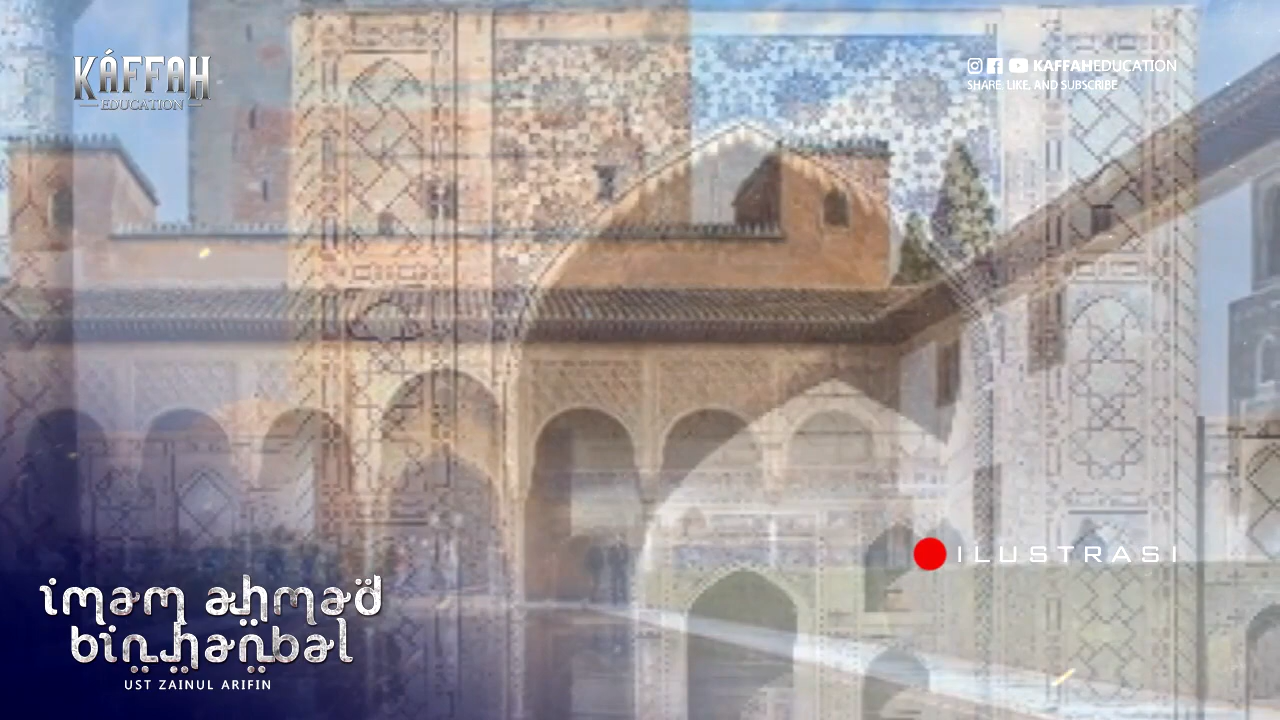 KÁFFAH
EDUCATION
KAFFAHEDUCATION
SHARE. LIKE. AND SUBSCRIBE
ILUSTRASI
imam ahmad
bin hanbal
UST ZAINUL ARIFIN